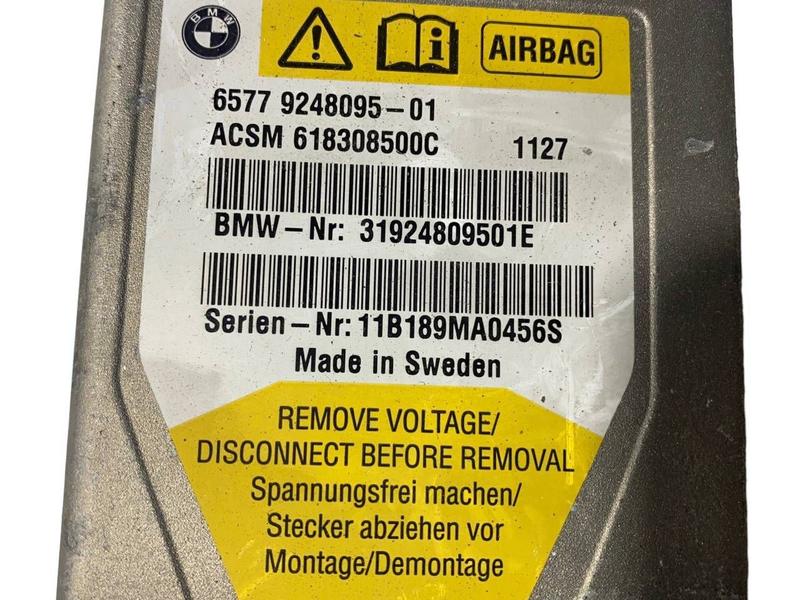 BMW
AIRBAG
6577 9248095-01
ACSM 618308500C 1127
BMW-Nr: 31924809501E
Serien-Nr: 11B189MA0456S
Made in Sweden
REMOVE VOLTAGE/
DISCONNECT BEFORE REMOVAL
Spannungsfrei machen/
Stecker abziehen vor
Montage/Demontage